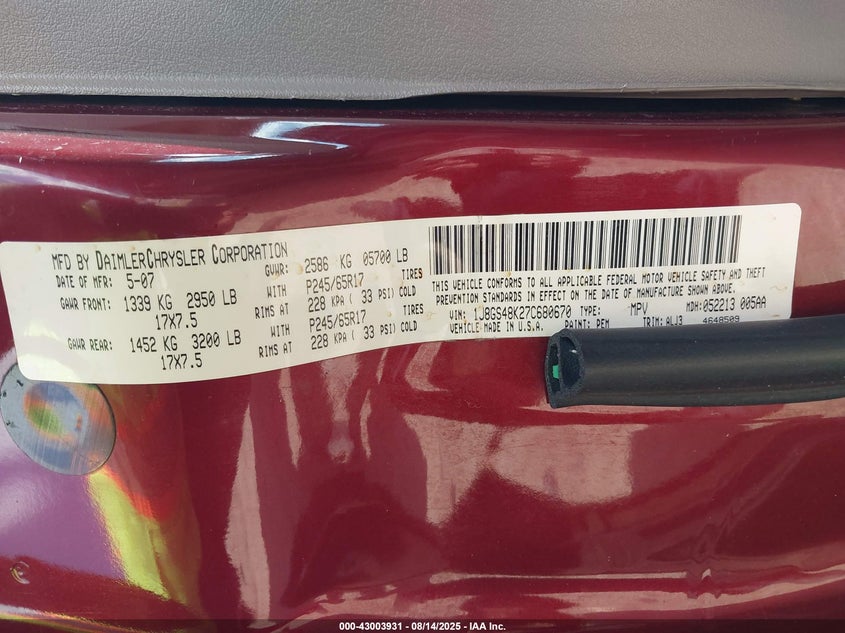 MFD BY DAIMLERCHRYSLER CORPORATION
DATE OF MFR: 5-07 GVWR: 2586 KG 05700 LB
GAWR FRONT: 1339 KG 2950 LB WITH P245/65R17 TIRES
17X7.5 RIMS AT 228 KPA ( 33 PSI) COLD
GAWR REAR: 1452 KG 3200 LB WITH P245/65R17 TIRES
17X7.5 RIMS AT 228 KPA ( 33 PSI) COLD
THIS VEHICLE CONFORMS TO ALL APPLICABLE FEDERAL MOTOR VEHICLE SAFETY AND THEFT
PREVENTION STANDARDS IN EFFECT ON THE DATE OF MANUFACTURE SHOWN ABOVE.
VIN: 1J8GS48K27C680670 TYPE: MPV MDH: 052213 005AA
VEHICLE MADE IN U.S.A. PAINT: PEM TRIM: ALJ3 4648509
000-43003931 - 08/14/2025 - IAA Inc.